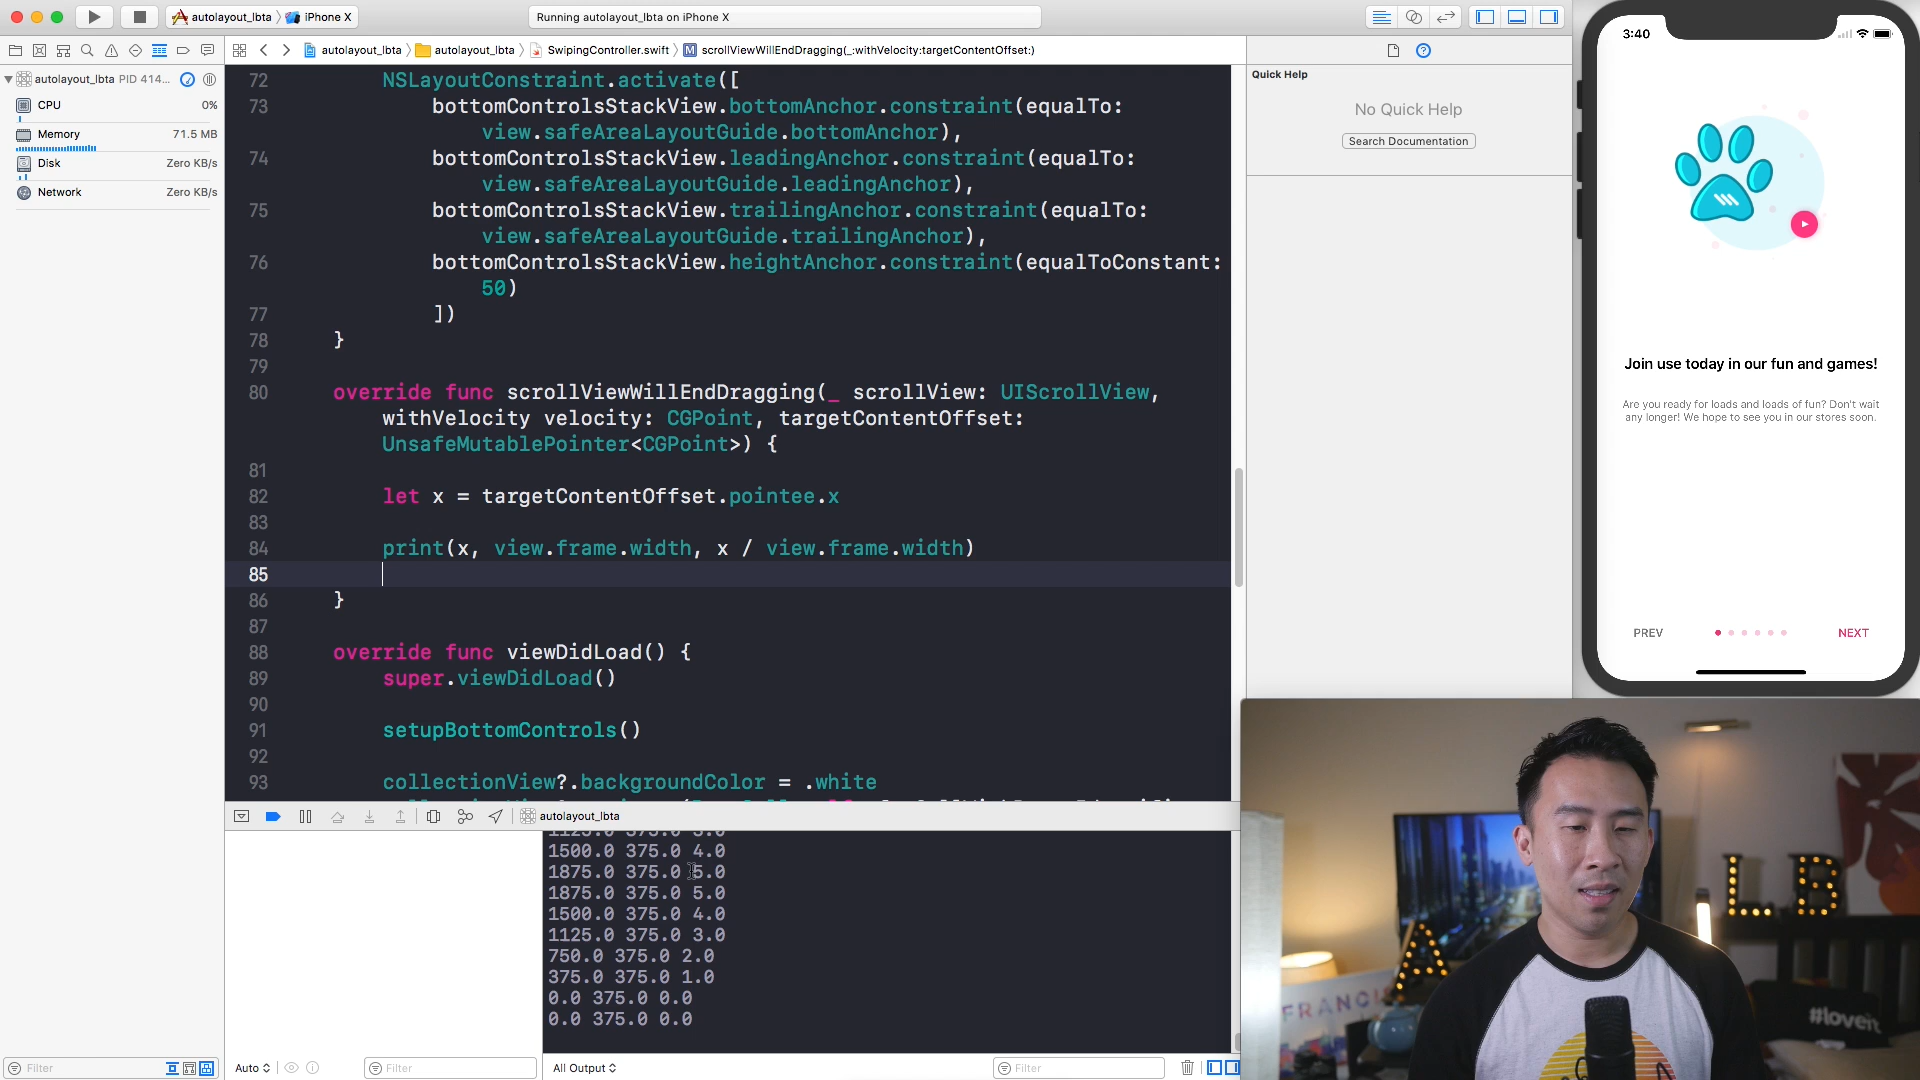 autolayout_lbta
iPhone X
Running autolayout_lbta on iPhone X
autolayout_lbta
autolayout_lbta
SwipingController.swift
M scrollViewWillEndDragging(_:withVelocity:targetContentOffset:)
autolayout_lbta PID 414...
CPU 0%
Memory 71.5 MB
Disk Zero KB/s
Network Zero KB/s
72 NSLayoutConstraint.activate([
73 bottomControlsStackView.bottomAnchor.constraint(equalTo:
view.safeAreaLayoutGuide.bottomAnchor),
74 bottomControlsStackView.leadingAnchor.constraint(equalTo:
view.safeAreaLayoutGuide.leadingAnchor),
75 bottomControlsStackView.trailingAnchor.constraint(equalTo:
view.safeAreaLayoutGuide.trailingAnchor),
76 bottomControlsStackView.heightAnchor.constraint(equalToConstant:
50)
77 ])
78 }
79
80 override func scrollViewWillEndDragging(_ scrollView: UIScrollView,
withVelocity velocity: CGPoint, targetContentOffset:
UnsafeMutablePointer<CGPoint>) {
81
82 let x = targetContentOffset.pointee.x
83
84 print(x, view.frame.width, x / view.frame.width)
85
86 }
87
88 override func viewDidLoad() {
89 super.viewDidLoad()
90
91 setupBottomControls()
92
93 collectionView?.backgroundColor = .white
autolayout_lbta
1125.0 375.0 3.0
1500.0 375.0 4.0
1875.0 375.0 5.0
1875.0 375.0 5.0
1500.0 375.0 4.0
1125.0 375.0 3.0
750.0 375.0 2.0
375.0 375.0 1.0
0.0 375.0 0.0
0.0 375.0 0.0
Filter
Auto
Filter
All Output
Filter
Quick Help
No Quick Help
Search Documentation
3:40
Join use today in our fun and games!
Are you ready for loads and loads of fun? Don't wait
any longer! We hope to see you in our stores soon.
PREV
NEXT
L B
A
FRANCIS
#loveit